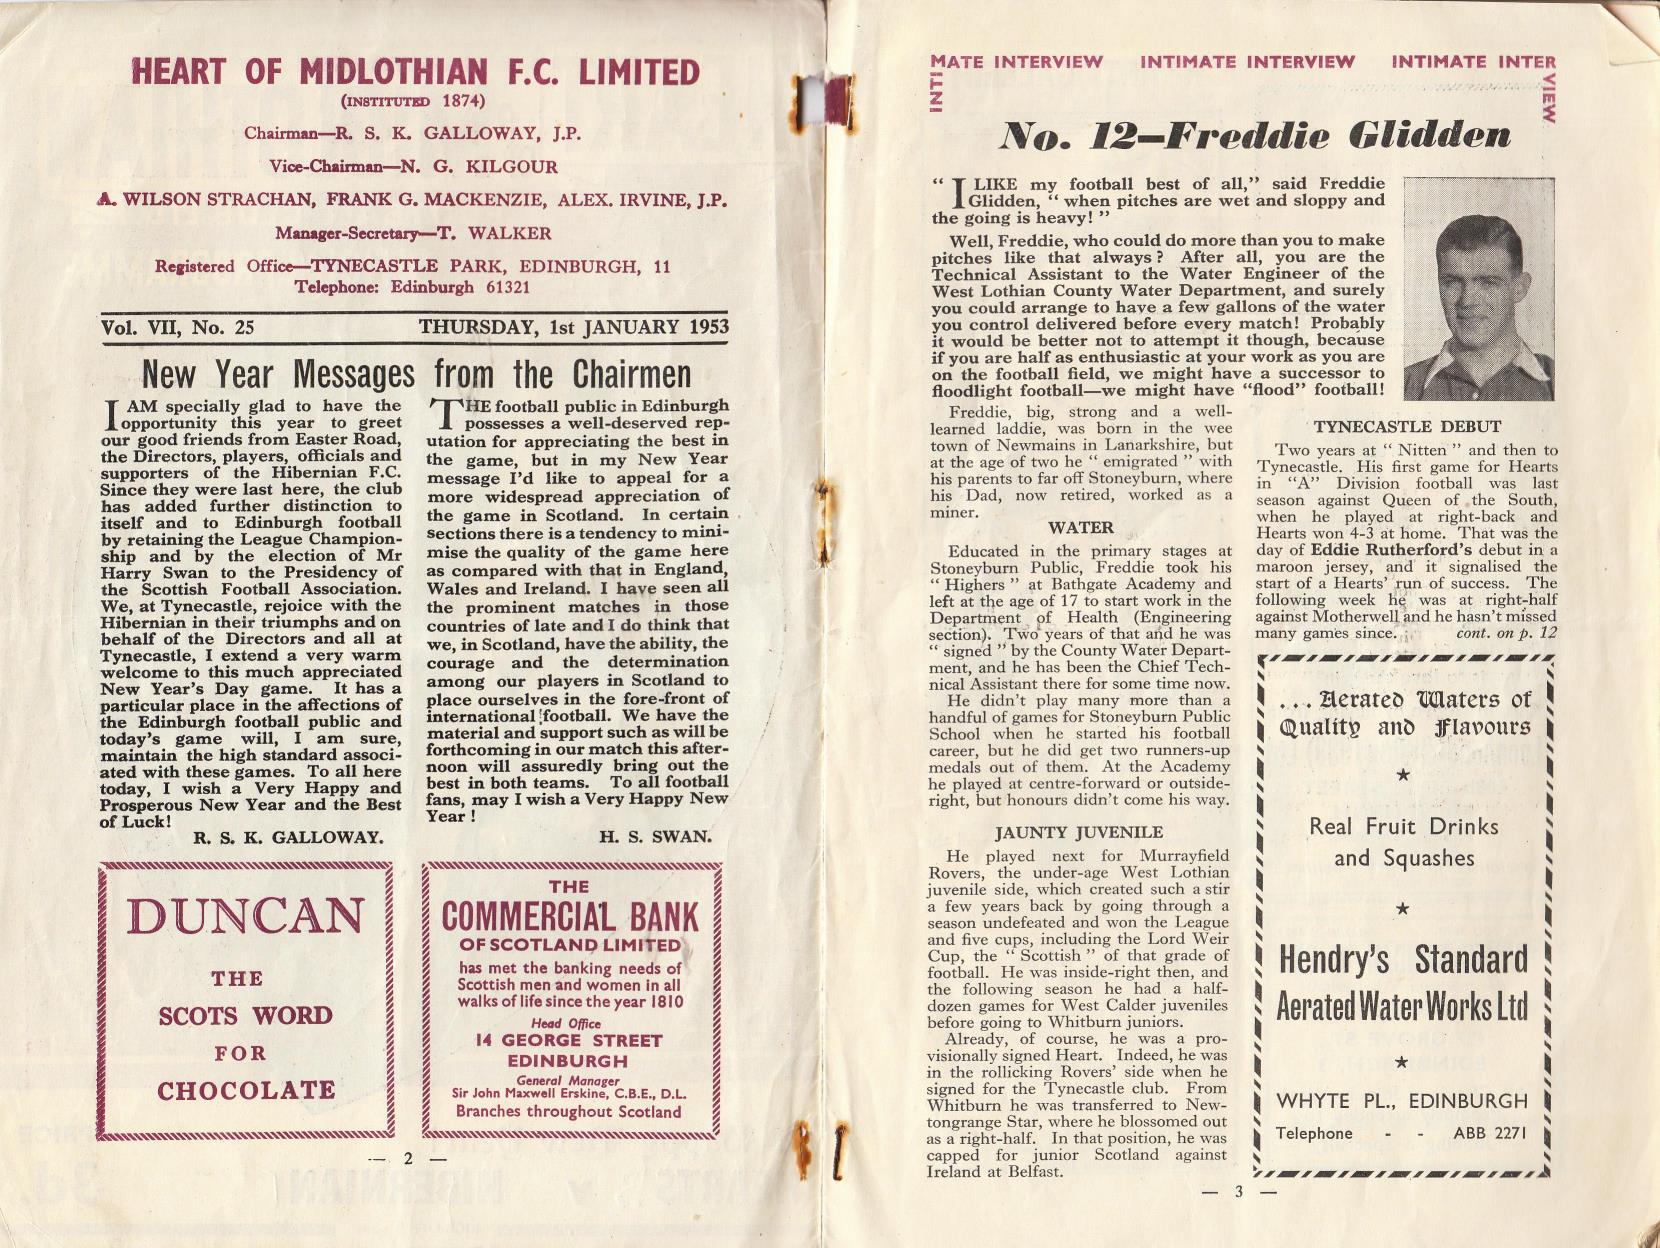 HEART OF MIDLOTHIAN F.C. LIMITED
(INSTITUTED 1874)
Chairman—R. S. K. GALLOWAY, J.P.
Vice-Chairman—N. G. KILGOUR
A. WILSON STRACHAN, FRANK G. MACKENZIE, ALEX. IRVINE, J.P.
Manager-Secretary—T. WALKER
Registered Office—TYNECASTLE PARK, EDINBURGH, 11
Telephone: Edinburgh 61321
Vol. VII, No. 25 THURSDAY, 1st JANUARY 1953
New Year Messages from the Chairmen
I AM specially glad to have the
opportunity this year to greet
our good friends from Easter Road,
the Directors, players, officials and
supporters of the Hibernian F.C.
Since they were last here, the club
has added further distinction to
itself and to Edinburgh football
by retaining the League Champion-
ship and by the election of Mr
Harry Swan to the Presidency of
the Scottish Football Association.
We, at Tynecastle, rejoice with the
Hibernian in their triumphs and on
behalf of the Directors and all at
Tynecastle, I extend a very warm
welcome to this much appreciated
New Year's Day game. It has a
particular place in the affections of
the Edinburgh football public and
today's game will, I am sure,
maintain the high standard associ-
ated with these games. To all here
today, I wish a Very Happy and
Prosperous New Year and the Best
of Luck!
R. S. K. GALLOWAY.
THE football public in Edinburgh
possesses a well-deserved rep-
utation for appreciating the best in
the game, but in my New Year
message I'd like to appeal for a
more widespread appreciation of
the game in Scotland. In certain
sections there is a tendency to mini-
mise the quality of the game here
as compared with that in England,
Wales and Ireland. I have seen all
the prominent matches in those
countries of late and I do think that
we, in Scotland, have the ability, the
courage and the determination
among our players in Scotland to
place ourselves in the fore-front of
international football. We have the
material and support such as will be
forthcoming in our match this after-
noon will assuredly bring out the
best in both teams. To all football
fans, may I wish a Very Happy New
Year !
H. S. SWAN.
DUNCAN
THE
SCOTS WORD
FOR
CHOCOLATE
THE
COMMERCIAL BANK
OF SCOTLAND LIMITED
has met the banking needs of
Scottish men and women in all
walks of life since the year 1810
Head Office
14 GEORGE STREET
EDINBURGH
General Manager
Sir John Maxwell Erskine, C.B.E., D.L.
Branches throughout Scotland
— 2 —
INTIMATE INTERVIEW INTIMATE INTERVIEW INTIMATE INTERVIEW
No. 12—Freddie Glidden
" I LIKE my football best of all," said Freddie
Glidden, " when pitches are wet and sloppy and
the going is heavy! "
Well, Freddie, who could do more than you to make
pitches like that always ? After all, you are the
Technical Assistant to the Water Engineer of the
West Lothian County Water Department, and surely
you could arrange to have a few gallons of the water
you control delivered before every match! Probably
it would be better not to attempt it though, because
if you are half as enthusiastic at your work as you are
on the football field, we might have a successor to
floodlight football—we might have "flood" football!
Freddie, big, strong and a well-
learned laddie, was born in the wee
town of Newmains in Lanarkshire, but
at the age of two he " emigrated " with
his parents to far off Stoneyburn, where
his Dad, now retired, worked as a
miner.
WATER
Educated in the primary stages at
Stoneyburn Public, Freddie took his
" Highers " at Bathgate Academy and
left at the age of 17 to start work in the
Department of Health (Engineering
section). Two years of that and he was
" signed " by the County Water Depart-
ment, and he has been the Chief Tech-
nical Assistant there for some time now.
He didn't play many more than a
handful of games for Stoneyburn Public
School when he started his football
career, but he did get two runners-up
medals out of them. At the Academy
he played at centre-forward or outside-
right, but honours didn't come his way.
JAUNTY JUVENILE
He played next for Murrayfield
Rovers, the under-age West Lothian
juvenile side, which created such a stir
a few years back by going through a
season undefeated and won the League
and five cups, including the Lord Weir
Cup, the " Scottish " of that grade of
football. He was inside-right then, and
the following season he had a half-
dozen games for West Calder juveniles
before going to Whitburn juniors.
Already, of course, he was a pro-
visionally signed Heart. Indeed, he was
in the rollicking Rovers' side when he
signed for the Tynecastle club. From
Whitburn he was transferred to New-
tongrange Star, where he blossomed out
as a right-half. In that position, he was
capped for junior Scotland against
Ireland at Belfast.
TYNECASTLE DEBUT
Two years at " Nitten " and then to
Tynecastle. His first game for Hearts
in "A" Division football was last
season against Queen of the South,
when he played at right-back and
Hearts won 4-3 at home. That was the
day of Eddie Rutherford's debut in a
maroon jersey, and it signalised the
start of a Hearts' run of success. The
following week he was at right-half
against Motherwell and he hasn't missed
many games since. cont. on p. 12
...Aerated Waters of
Quality and Flavours
Real Fruit Drinks
and Squashes
Hendry's Standard
Aerated Water Works Ltd
WHYTE PL., EDINBURGH
Telephone - - ABB 2271
— 3 —